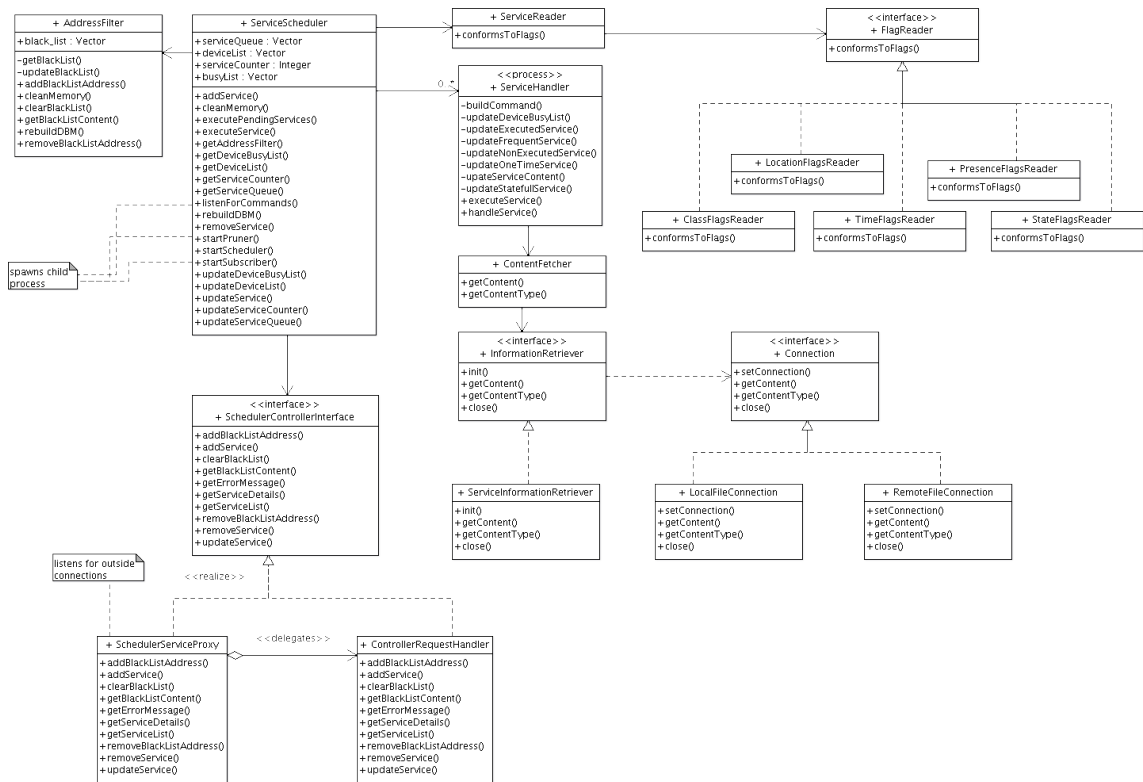 + AddressFilter
+ black_list : Vector
- getBlackList()
- updateBlackList()
+ addBlackListAddress()
+ cleanMemory()
+ clearBlackList()
+ getBlackListContent()
+ rebuildDBM()
+ removeBlackListAddress()
+ ServiceScheduler
+ serviceQueue : Vector
+ deviceList : Vector
+ serviceCounter : Integer
+ busyList : Vector
+ addService()
+ cleanMemory()
+ executePendingServices()
+ executeService()
+ getAddressFilter()
+ getDeviceBusyList()
+ getDeviceList()
+ getServiceCounter()
+ getServiceQueue()
+ listenForCommands()
+ rebuildDBM()
+ removeService()
+ startPruner()
+ startScheduler()
+ startSubscriber()
+ updateDeviceBusyList()
+ updateDeviceList()
+ updateService()
+ updateServiceCounter()
+ updateServiceQueue()
spawns child
process
+ ServiceReader
+ conformsToFlags()
0..*
<<process>>
+ ServiceHandler
- buildCommand()
- updateDeviceBusyList()
- updateExecutedService()
- updateFrequentService()
- updateNonExecutedService()
- updateOneTimeService()
- upateServiceContent()
- updateStatefullService()
+ executeService()
+ handleService()
<<interface>>
+ FlagReader
+ conformsToFlags()
+ LocationFlagsReader
+ conformsToFlags()
+ PresenceFlagsReader
+ conformsToFlags()
+ ClassFlagsReader
+ conformsToFlags()
+ TimeFlagsReader
+ conformsToFlags()
+ StateFlagsReader
+ conformsToFlags()
+ ContentFetcher
+ getContent()
+ getContentType()
<<interface>>
+ InformationRetriever
+ init()
+ getContent()
+ getContentType()
+ close()
<<interface>>
+ Connection
+ setConnection()
+ getContent()
+ getContentType()
+ close()
+ ServiceInformationRetriever
+ init()
+ getContent()
+ getContentType()
+ close()
+ LocalFileConnection
+ setConnection()
+ getContent()
+ getContentType()
+ close()
+ RemoteFileConnection
+ setConnection()
+ getContent()
+ getContentType()
+ close()
<<interface>>
+ SchedulerControllerInterface
+ addBlackListAddress()
+ addService()
+ clearBlackList()
+ getBlackListContent()
+ getErrorMessage()
+ getServiceDetails()
+ getServiceList()
+ removeBlackListAddress()
+ removeService()
+ updateService()
listens for outside
connections
<<realize>>
+ SchedulerServiceProxy
+ addBlackListAddress()
+ addService()
+ clearBlackList()
+ getBlackListContent()
+ getErrorMessage()
+ getServiceDetails()
+ getServiceList()
+ removeBlackListAddress()
+ removeService()
+ updateService()
<<delegates>>
+ ControllerRequestHandler
+ addBlackListAddress()
+ addService()
+ clearBlackList()
+ getBlackListContent()
+ getErrorMessage()
+ getServiceDetails()
+ getServiceList()
+ removeBlackListAddress()
+ removeService()
+ updateService()